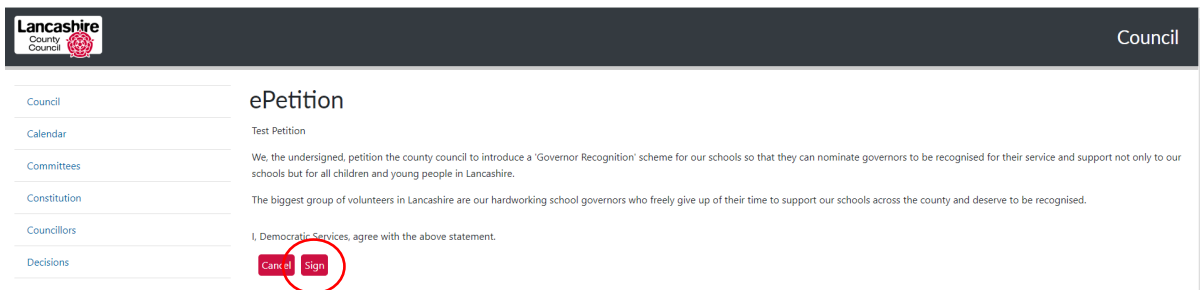 Lancashire
County
Council
Council
Council
Calendar
Committees
Constitution
Councillors
Decisions
ePetition
Test Petition
We, the undersigned, petition the county council to introduce a 'Governor Recognition' scheme for our schools so that they can nominate governors to be recognised for their service and support not only to our
schools but for all children and young people in Lancashire.
The biggest group of volunteers in Lancashire are our hardworking school governors who freely give up of their time to support our schools across the county and deserve to be recognised.
I, Democratic Services, agree with the above statement.
Cancel Sign